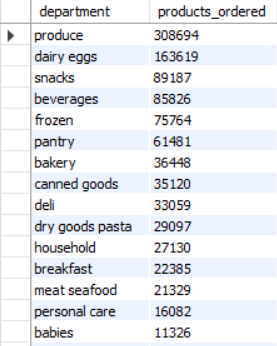 department products_ordered
produce 308694
dairy eggs 163619
snacks 89187
beverages 85826
frozen 75764
pantry 61481
bakery 36448
canned goods 35120
deli 33059
dry goods pasta 29097
household 27130
breakfast 22385
meat seafood 21329
personal care 16082
babies 11326